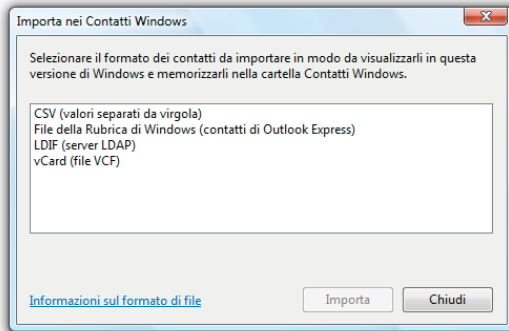 Importa nei Contatti Windows
Selezionare il formato dei contatti da importare in modo da visualizzarli in questa
versione di Windows e memorizzarli nella cartella Contatti Windows.
CSV (valori separati da virgola)
File della Rubrica di Windows (contatti di Outlook Express)
LDIF (server LDAP)
vCard (file VCF)
Informazioni sul formato di file
Importa
Chiudi